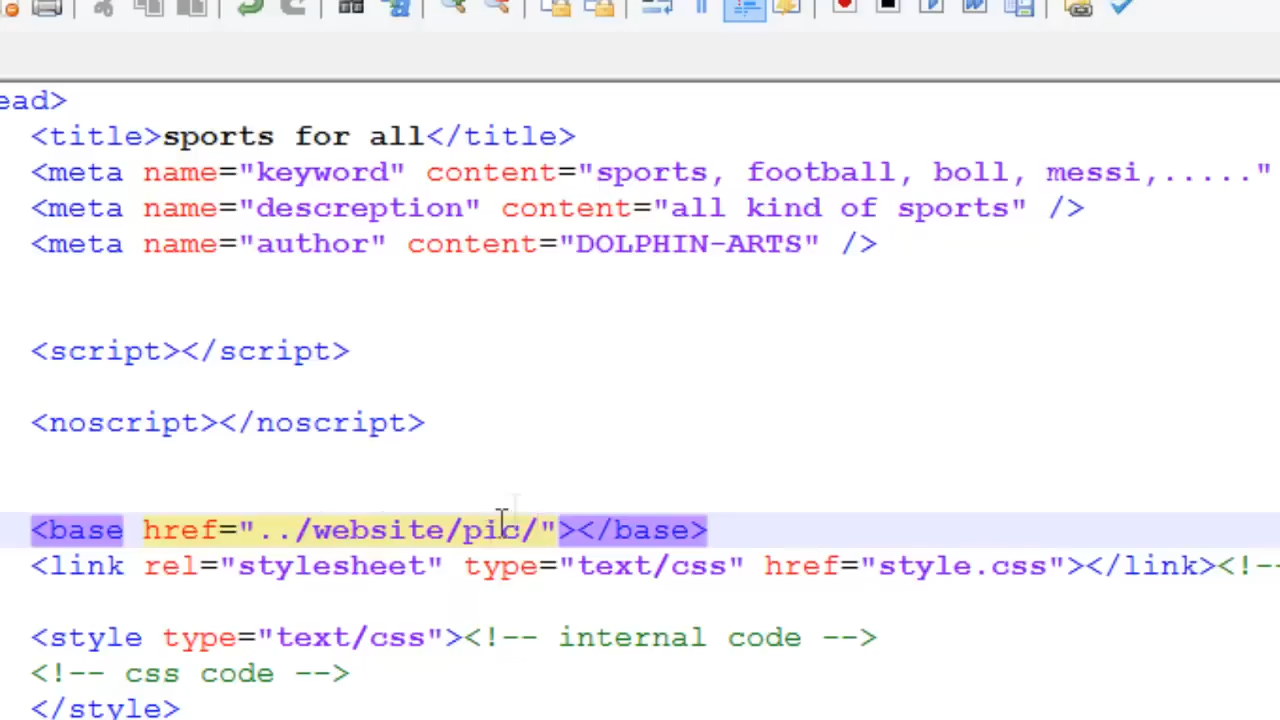 ead>
<title>sports for all</title>
<meta name="keyword" content="sports, football, boll, messi,....."
<meta name="descreption" content="all kind of sports" />
<meta name="author" content="DOLPHIN-ARTS" />
<script></script>
<noscript></noscript>
<base href="../website/pic/"></base>
<link rel="stylesheet" type="text/css" href="style.css"></link><!--
<style type="text/css"><!-- internal code -->
<!-- css code -->
</style>